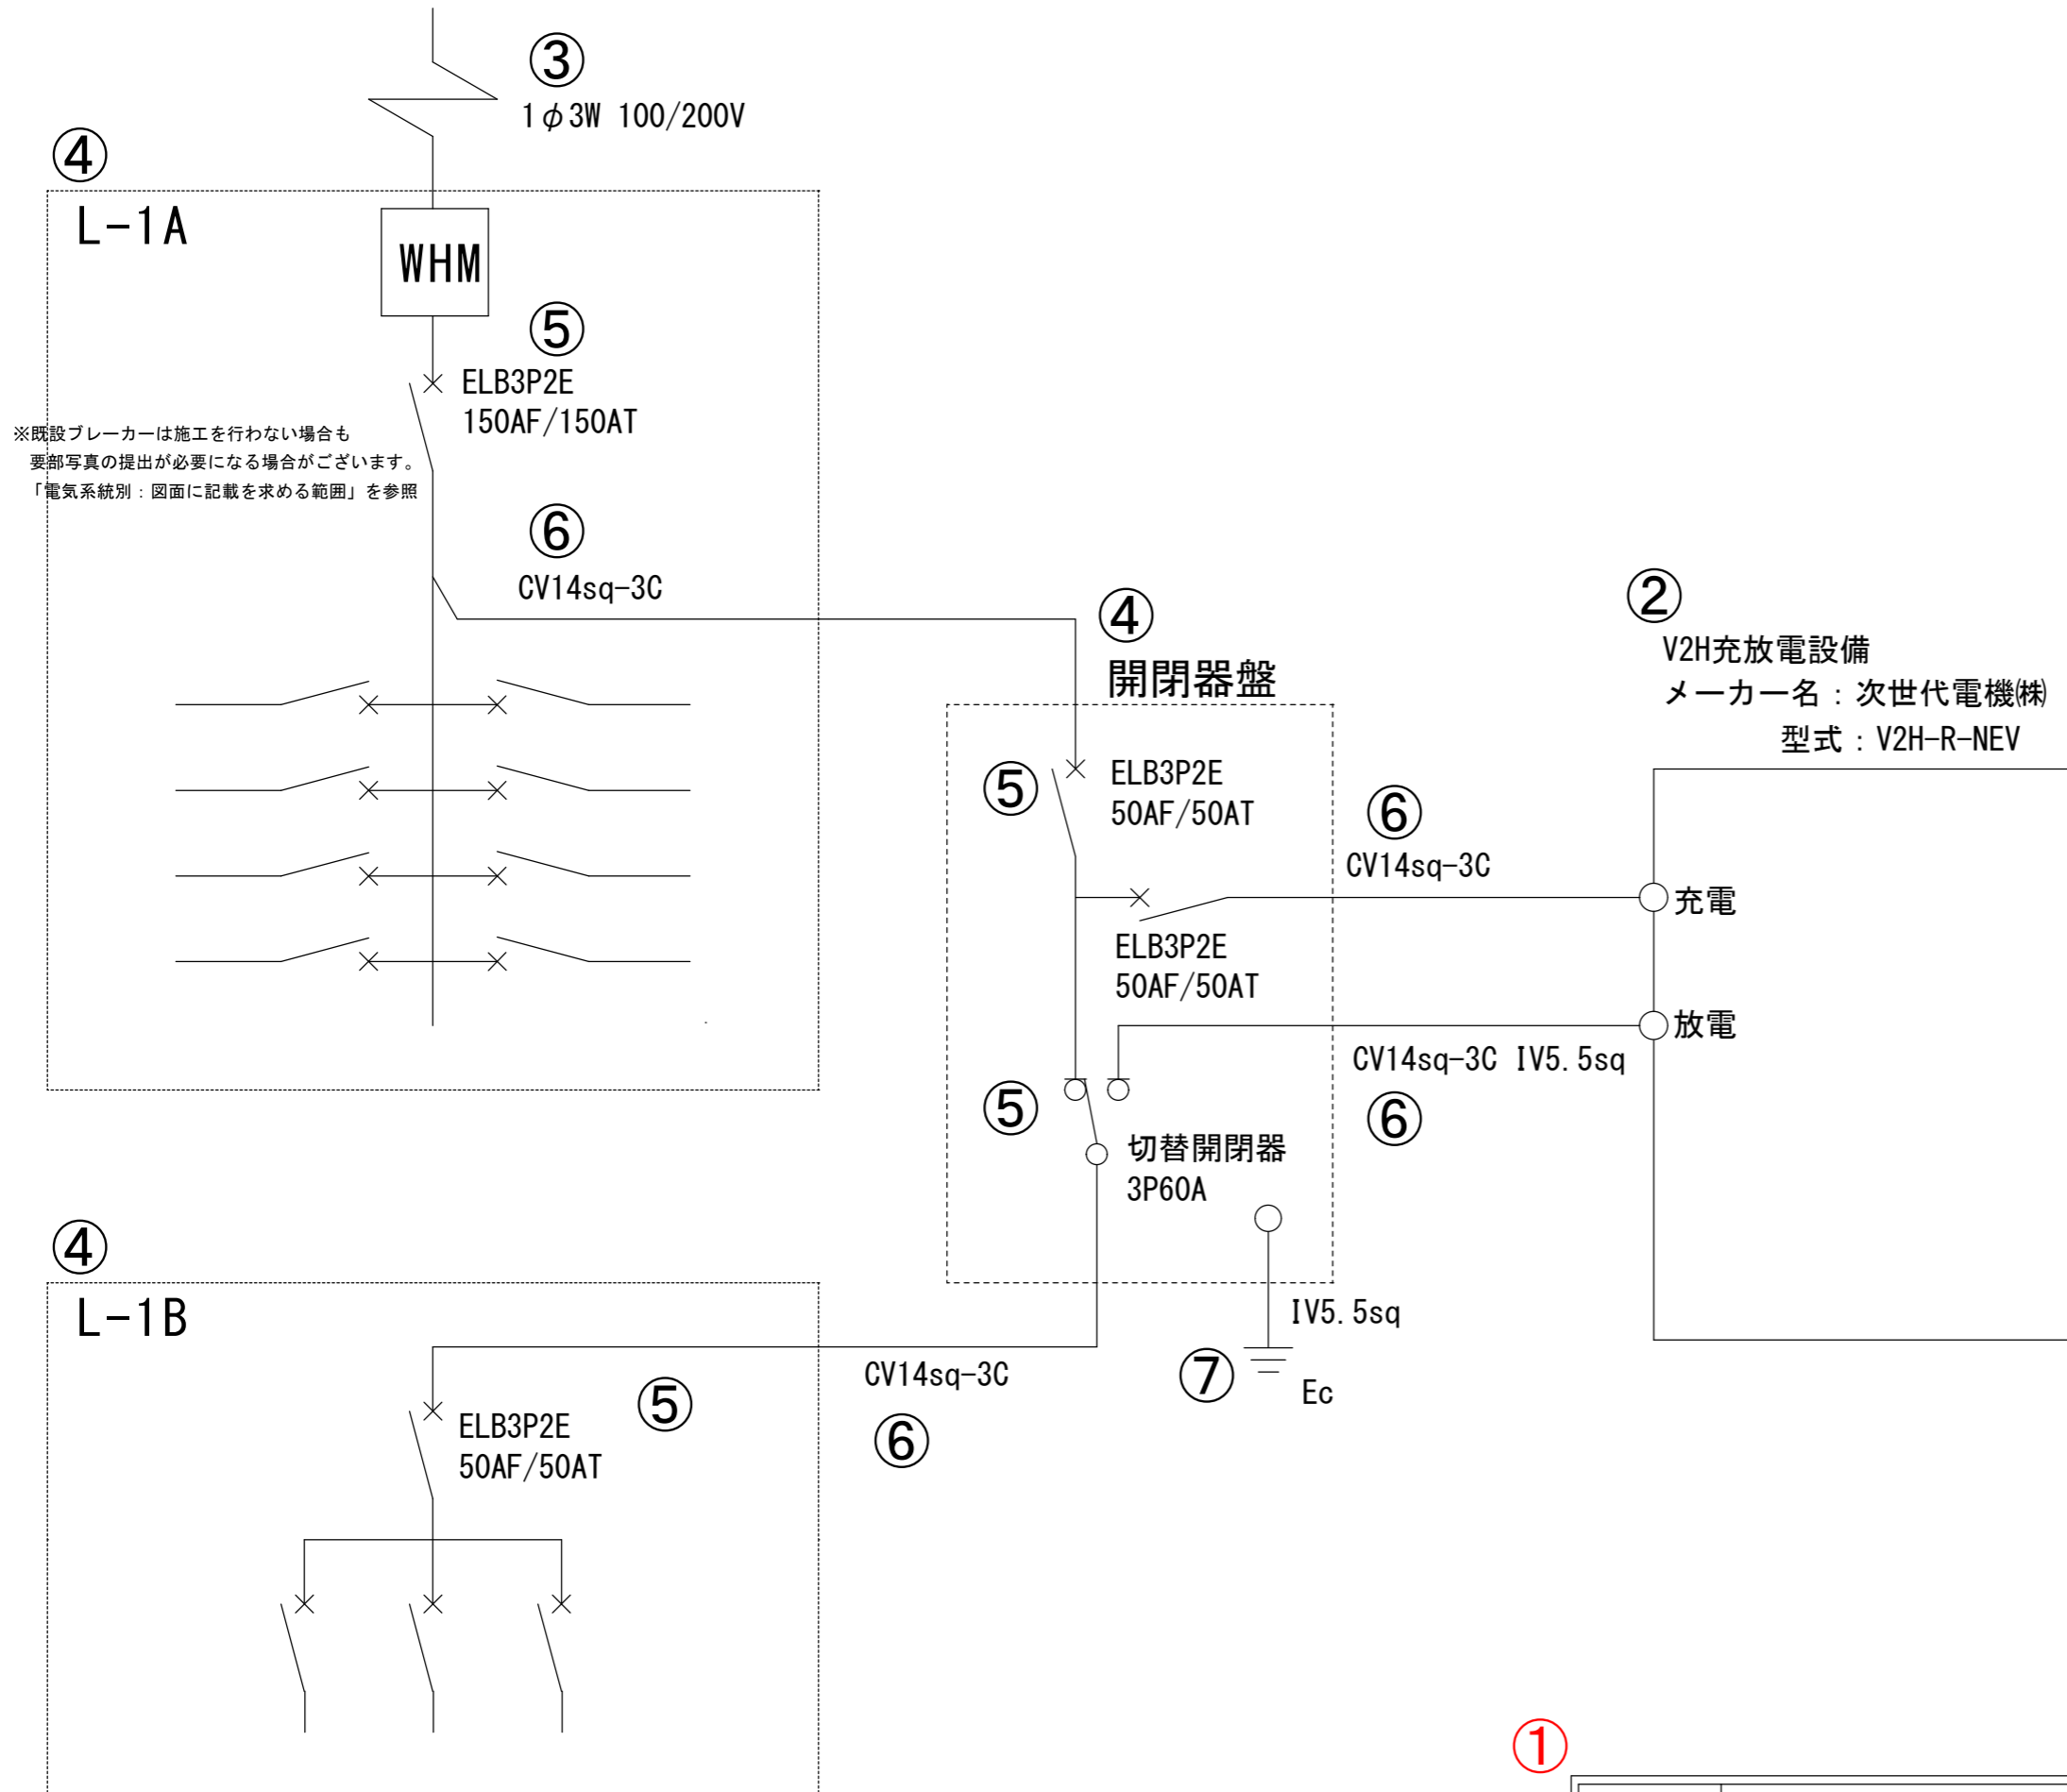 ③
1φ3W 100/200V
④
L-1A
WHM
⑤
ELB3P2E
150AF/150AT
※既設ブレーカーは施工を行わない場合も
要部写真の提出が必要になる場合がございます。
「電気系統別：図面に記載を求める範囲」を参照
⑥
CV14sq-3C
④
開閉器盤
⑤
ELB3P2E
50AF/50AT
⑥
CV14sq-3C
ELB3P2E
50AF/50AT
②
V2H充放電設備
メーカー名：次世代電機㈱
型式：V2H-R-NEV
充電
放電
CV14sq-3C IV5.5sq
⑥
⑤
切替開閉器
3P60A
IV5.5sq
⑦
Ec
④
L-1B
CV14sq-3C
⑥
⑤
ELB3P2E
50AF/50AT
①